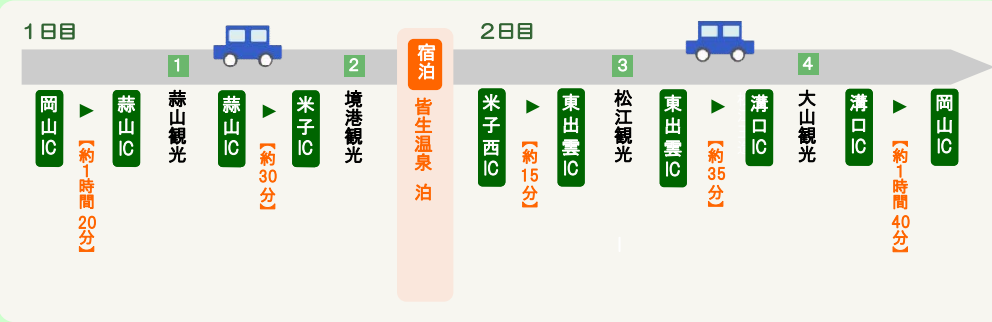 1日目
岡山IC
【約1時間20分】
蒜山IC
1
蒜山観光
蒜山IC
【約30分】
米子IC
2
境港観光
宿泊
皆生温泉 泊
2日目
米子西IC
【約15分】
東出雲IC
3
松江観光
東出雲IC
【約35分】
溝口IC
4
大山観光
溝口IC
【約1時間40分】
岡山IC